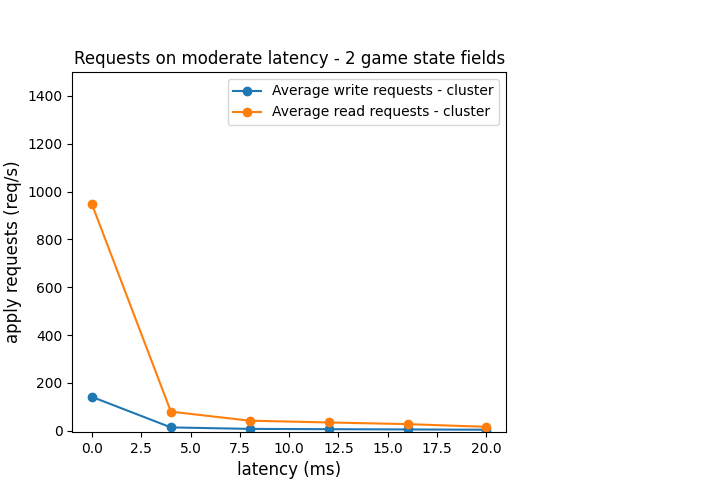 Requests on moderate latency - 2 game state fields
Average write requests - cluster
Average read requests - cluster
apply requests (req/s)
1400
1200
1000
800
600
400
200
0
0.0 2.5 5.0 7.5 10.0 12.5 15.0 17.5 20.0
latency (ms)